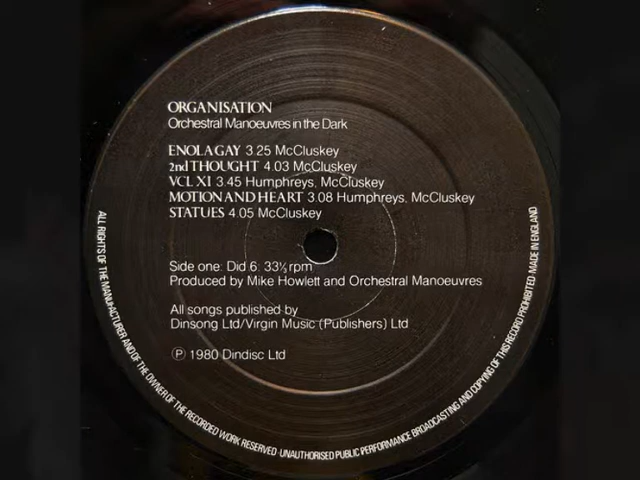 ORGANISATION
Orchestral Manoeuvres in the Dark
ENOLA GAY 3.25 McCluskey
2nd THOUGHT 4.03 McCluskey
VCL XI 3.45 Humphreys, McCluskey
MOTION AND HEART 3.08 Humphreys, McCluskey
STATUES 4.05 McCluskey
Side one: Did 6: 33⅓ rpm
Produced by Mike Howlett and Orchestral Manoeuvres
All songs published by
Dinsong Ltd/Virgin Music (Publishers) Ltd
℗ 1980 Dindisc Ltd
ALL RIGHTS OF THE MANUFACTURER AND OF THE OWNER OF THE RECORDED WORK RESERVED · UNAUTHORISED PUBLIC PERFORMANCE BROADCASTING AND COPYING OF THIS RECORD PROHIBITED MADE IN ENGLAND